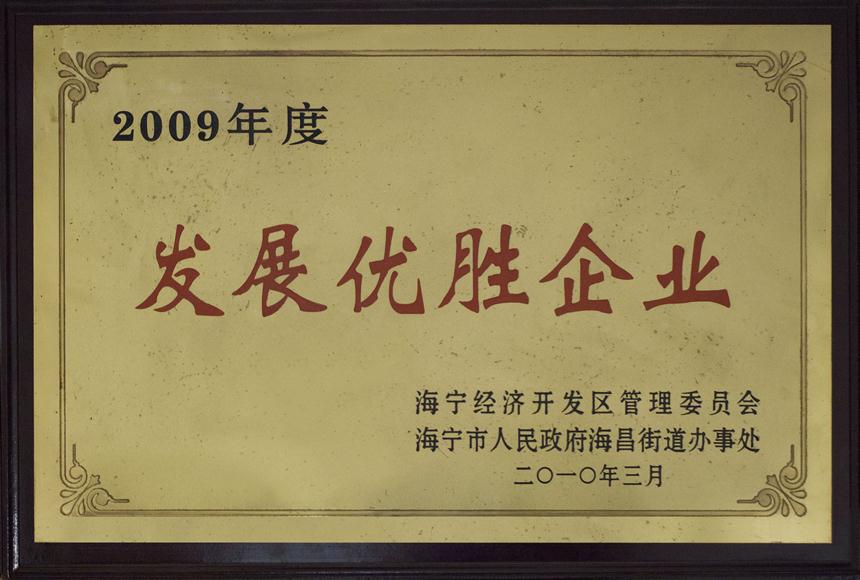 2009年度
发展优胜企业
海宁经济开发区管理委员会
海宁市人民政府海昌街道办事处
二〇一〇年三月